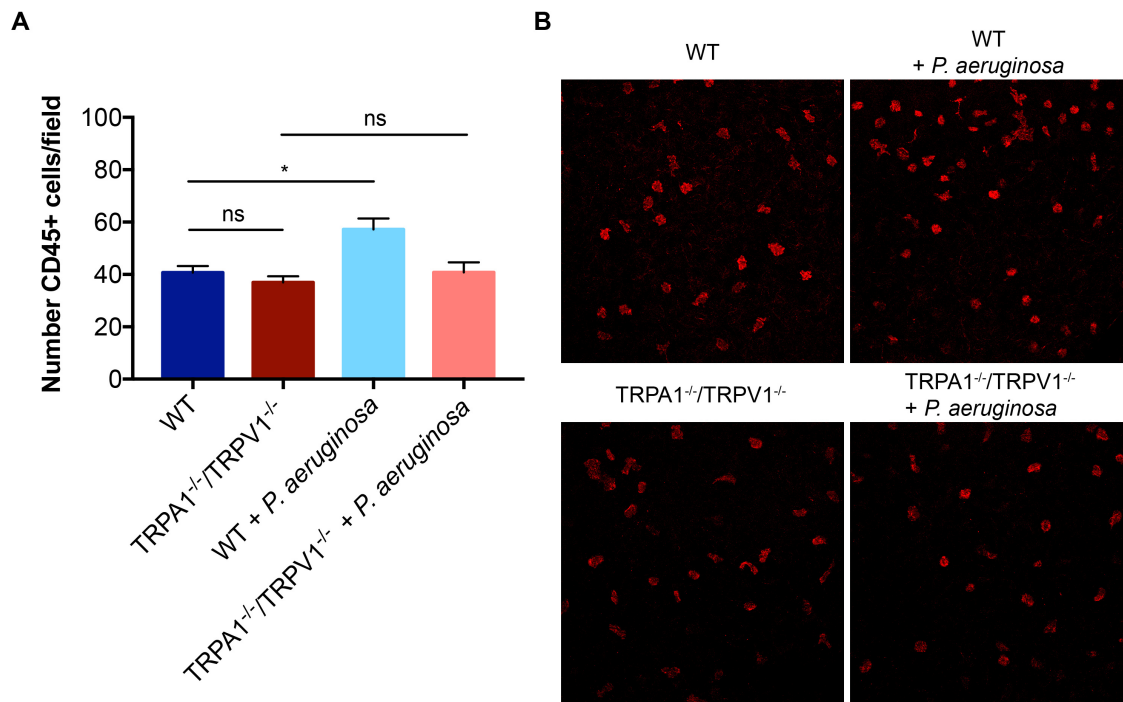 A
Number CD45+ cells/field
100
80
60
40
20
0
ns
*
ns
WT
TRPA1-/-/TRPV1-/-
WT + P. aeruginosa
TRPA1-/-/TRPV1-/- + P. aeruginosa
B
WT
WT
+ P. aeruginosa
TRPA1-/-/TRPV1-/-
TRPA1-/-/TRPV1-/-
+ P. aeruginosa